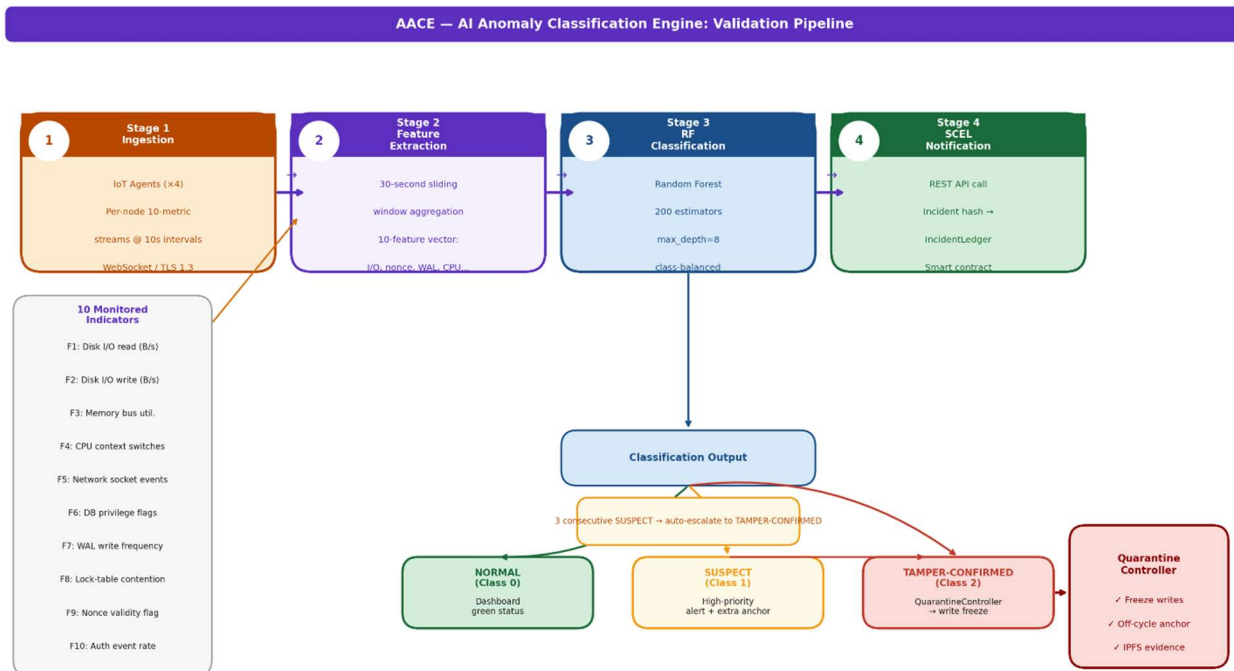 AACE — AI Anomaly Classification Engine: Validation Pipeline
1
Stage 1
Ingestion
IoT Agents (×4)
Per-node 10-metric
streams @ 10s intervals
WebSocket / TLS 1.3
→
2
Stage 2
Feature
Extraction
30-second sliding
window aggregation
10-feature vector:
I/O, nonce, WAL, CPU...
→
3
Stage 3
RF
Classification
Random Forest
200 estimators
max_depth=8
class-balanced
→
4
Stage 4
SCEL
Notification
REST API call
Incident hash →
IncidentLedger
Smart contract
10 Monitored
Indicators
F1: Disk I/O read (B/s)
F2: Disk I/O write (B/s)
F3: Memory bus util.
F4: CPU context switches
F5: Network socket events
F6: DB privilege flags
F7: WAL write frequency
F8: Lock-table contention
F9: Nonce validity flag
F10: Auth event rate
Classification Output
3 consecutive SUSPECT → auto-escalate to TAMPER-CONFIRMED
NORMAL
(Class 0)
Dashboard
green status
SUSPECT
(Class 1)
High-priority
alert + extra anchor
TAMPER-CONFIRMED
(Class 2)
QuarantineController
→ write freeze
Quarantine
Controller
✓ Freeze writes
✓ Off-cycle anchor
✓ IPFS evidence